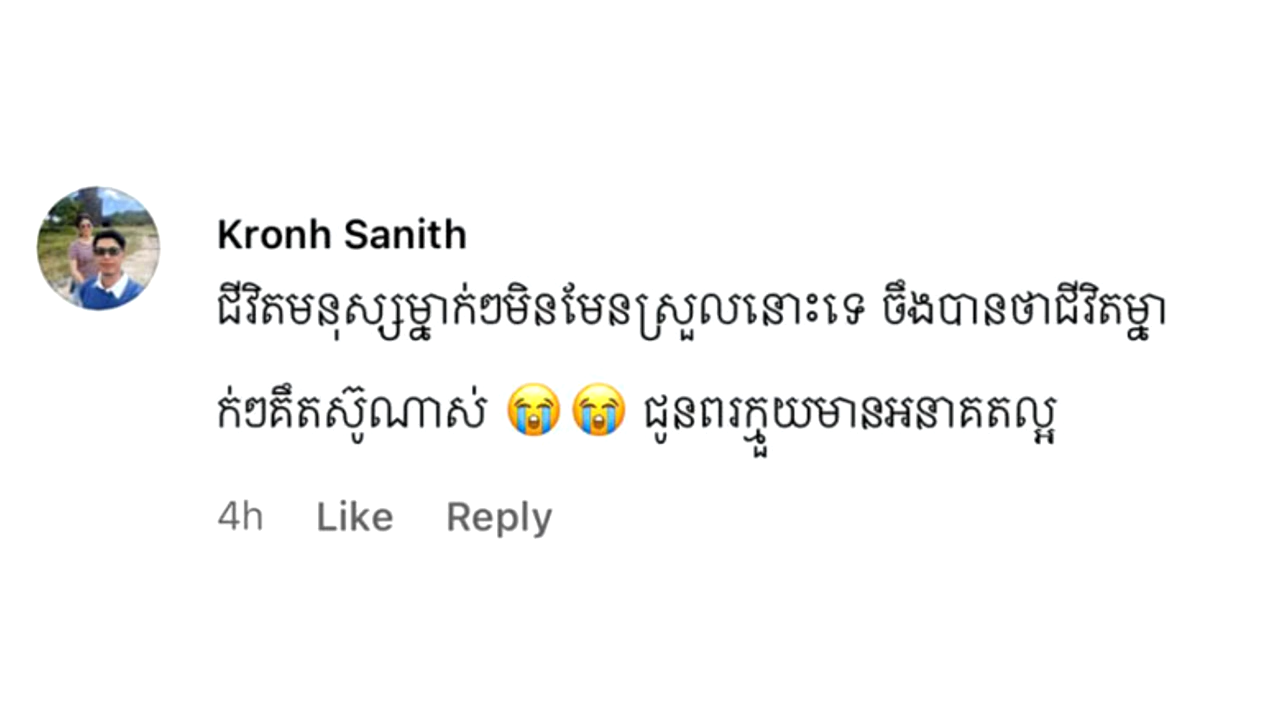 Kronh Sanith
ជីវិតមនុស្សម្នាក់ៗមិនមែនស្រួលនោះទេ ចឹងបានថាជីវិតម្នា
ក់ៗគឺតស៊ូណាស់ 😭😭 ជូនពរក្មួយមានអនាគតល្អ
4h Like Reply